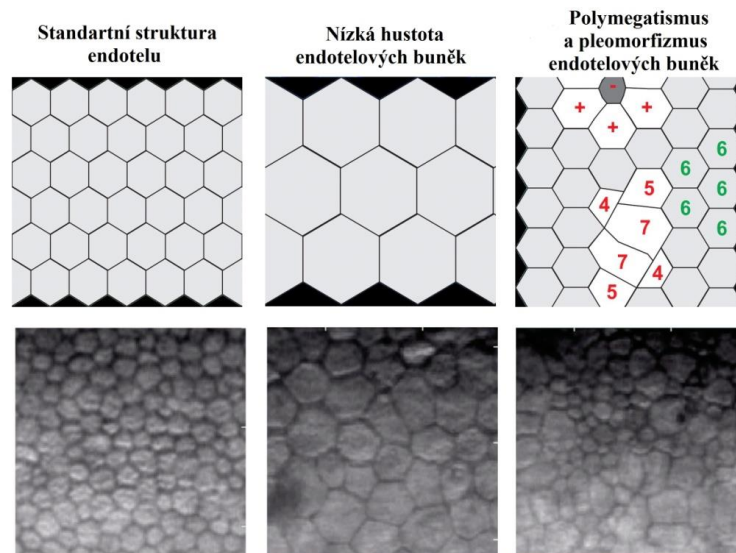 Standartní struktura
endotelu
Nízká hustota
endotelových buněk
Polymegatismus
a pleomorfizmus
endotelových buněk
-
+ +
+
6
6
5 6
4 6
7 6
7
4
5